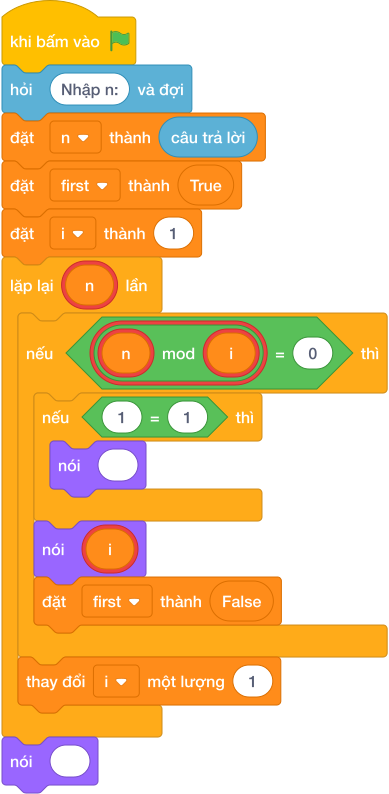 khi bấm vào
hỏi Nhập n: và đợi
đặt n thành câu trả lời
đặt first thành True
đặt i thành 1
lặp lại n lần
nếu n mod i = 0 thì
nếu 1 = 1 thì
nói
nói i
đặt first thành False
thay đổi i một lượng 1
nói